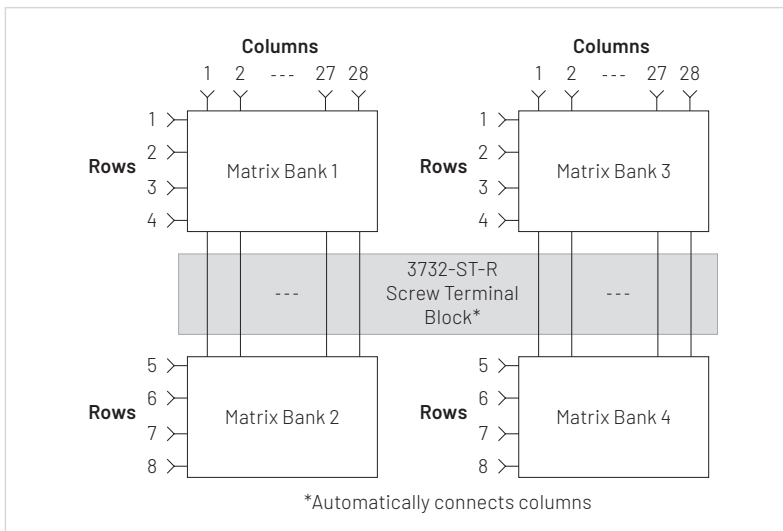 Columns
1 2 --- 27 28
1
2
Rows
3
4
Matrix Bank 1
Columns
1 2 --- 27 28
1
2
Rows
3
4
Matrix Bank 3
--- 3732-ST-R
Screw Terminal
Block* ---
5
6
Rows
7
8
Matrix Bank 2
5
6
Rows
7
8
Matrix Bank 4
*Automatically connects columns